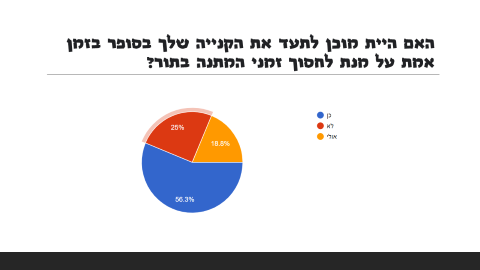 האם היית מוכן לתעד את הקנייה שלך בסופר בזמן
אמת על מנת לחסוך זמני המתנה בתור?
כן
לא
אולי
25%
18.8%
56.3%